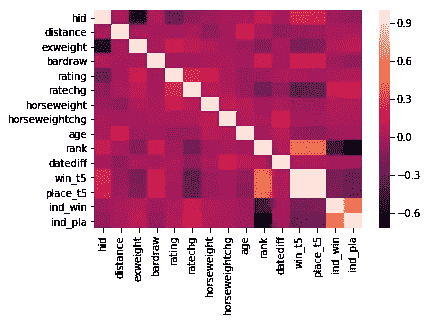 hid
distance
exweight
bardraw
rating
ratechg
horseweight
horseweightchg
age
rank
datediff
win_t5
place_t5
ind_win
ind_pla
hid
distance
exweight
bardraw
rating
ratechg
horseweight
horseweightchg
age
rank
datediff
win_t5
place_t5
ind_win
ind_pla
0.9
0.6
0.3
0.0
−0.3
−0.6